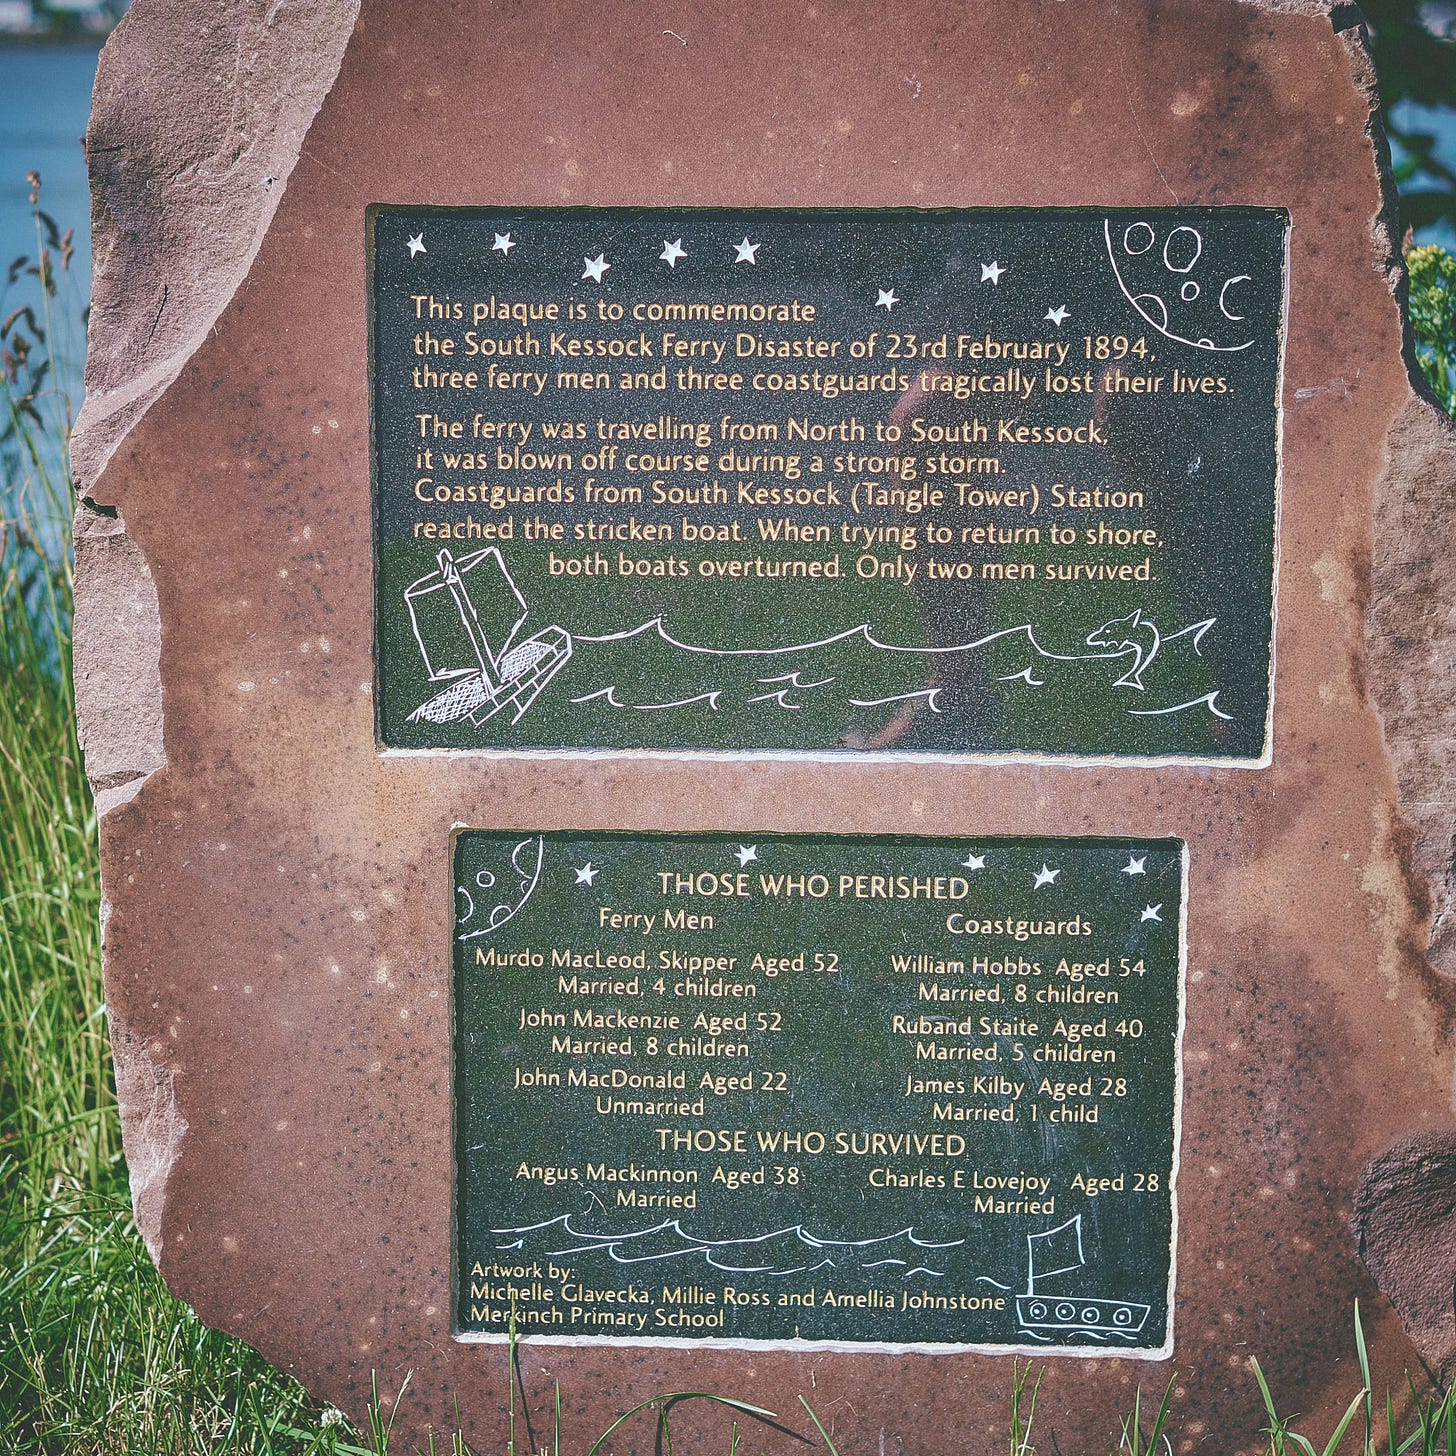 This plaque is to commemorate
the South Kessock Ferry Disaster of 23rd February 1894,
three ferry men and three coastguards tragically lost their lives.
The ferry was travelling from North to South Kessock,
it was blown off course during a strong storm.
Coastguards from South Kessock (Tangle Tower) Station
reached the stricken boat. When trying to return to shore,
both boats overturned. Only two men survived.
THOSE WHO PERISHED
Ferry Men
Murdo MacLeod, Skipper Aged 52
Married, 4 children
John Mackenzie Aged 52
Married, 8 children
John MacDonald Aged 22
Unmarried
Coastguards
William Hobbs Aged 54
Married, 8 children
Ruband Staite Aged 40
Married, 5 children
James Kilby Aged 28
Married, 1 child
THOSE WHO SURVIVED
Angus Mackinnon Aged 38
Married
Charles E Lovejoy Aged 28
Married
Artwork by:
Michelle Glavecka, Millie Ross and Amellia Johnstone
Merkinch Primary School